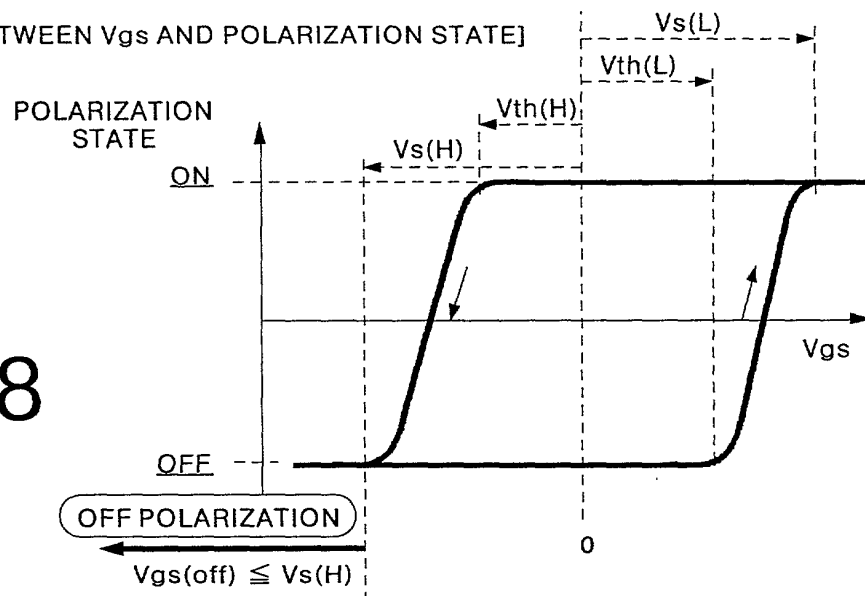 TWEEN Vgs AND POLARIZATION STATE]
Vs(L)
Vth(L)
POLARIZATION
STATE
Vth(H)
Vs(H)
ON
Vgs
8
OFF
OFF POLARIZATION
0
Vgs(off) ≦ Vs(H)